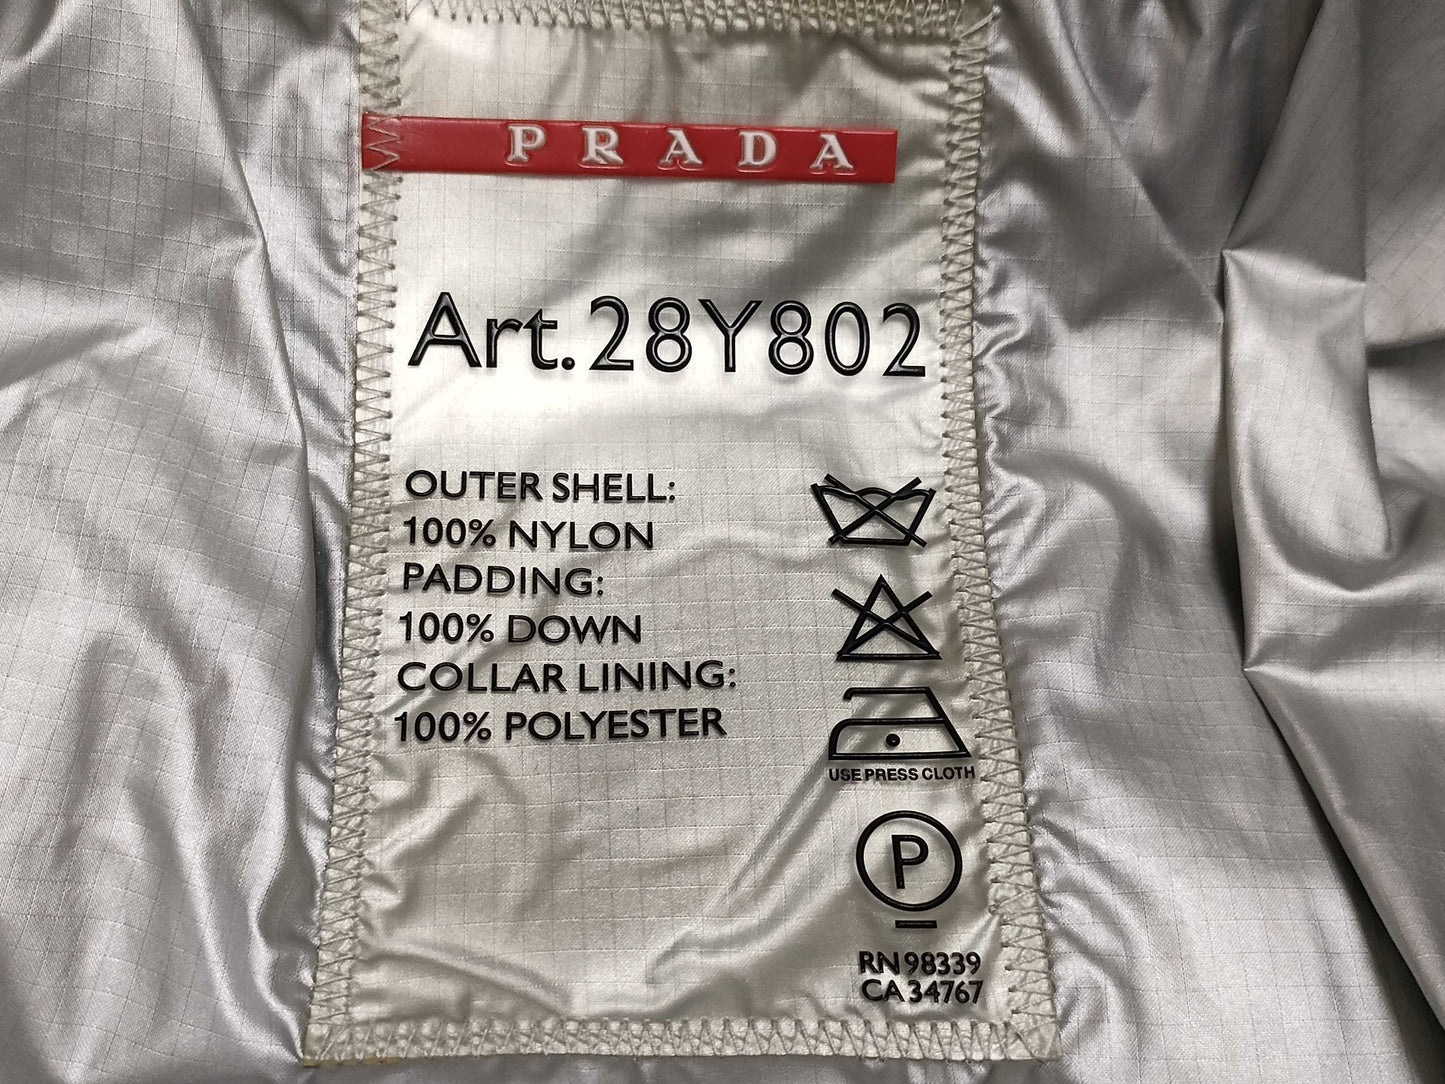 PRADA
Art. 28Y802
OUTER SHELL:
100% NYLON
PADDING:
100% DOWN
COLLAR LINING:
100% POLYESTER
USE PRESS CLOTH
P
RN 98339
CA 34767